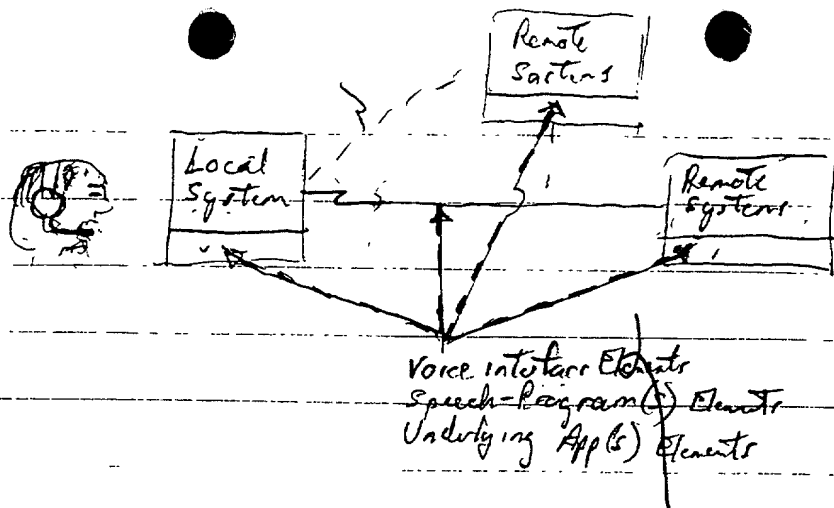 Remote
Systems
Local
System
Remote
Systems
Voice interface Elements
Speech-Program(s) Elements
Underlying App(s) Elements